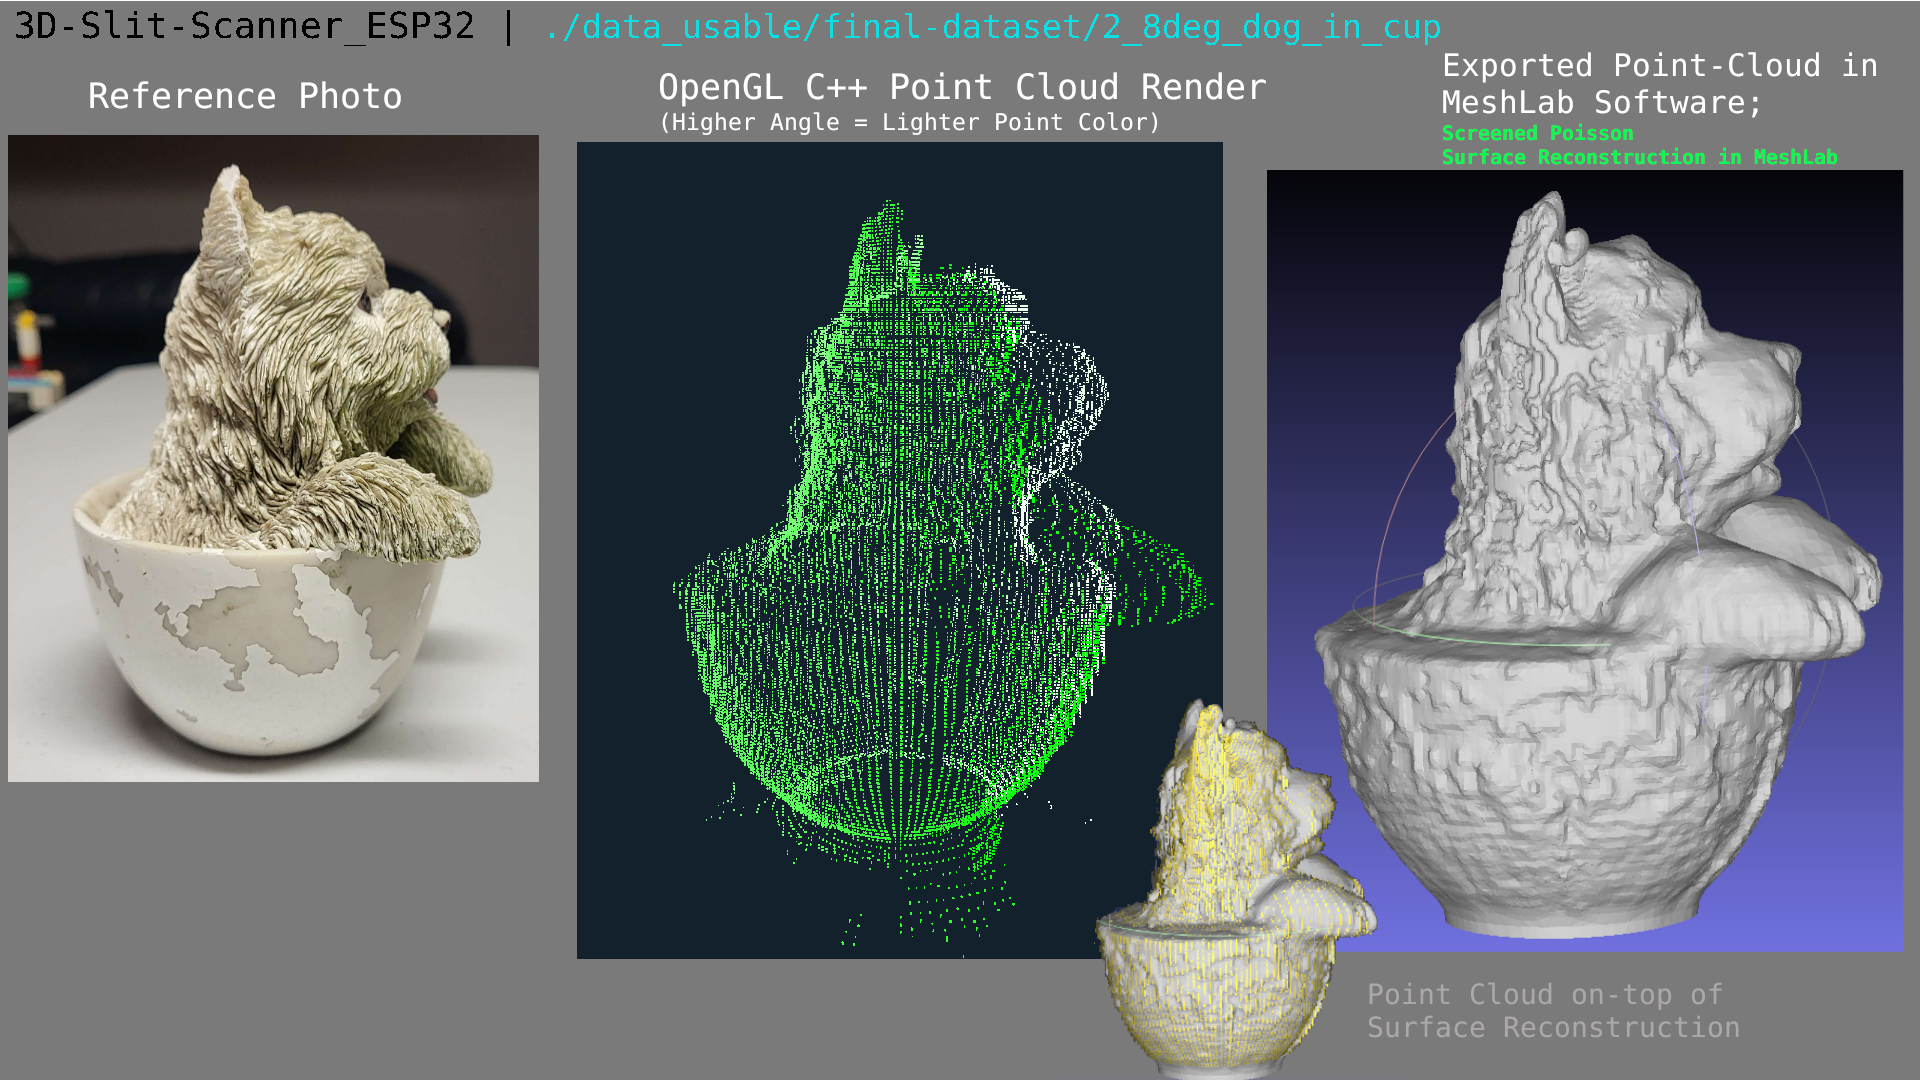 3D-Slit-Scanner_ESP32 | ./data_usable/final-dataset/2_8deg_dog_in_cup
Reference Photo
OpenGL C++ Point Cloud Render
(Higher Angle = Lighter Point Color)
Exported Point-Cloud in
MeshLab Software;
Screened Poisson
Surface Reconstruction in MeshLab
Point Cloud on-top of
Surface Reconstruction